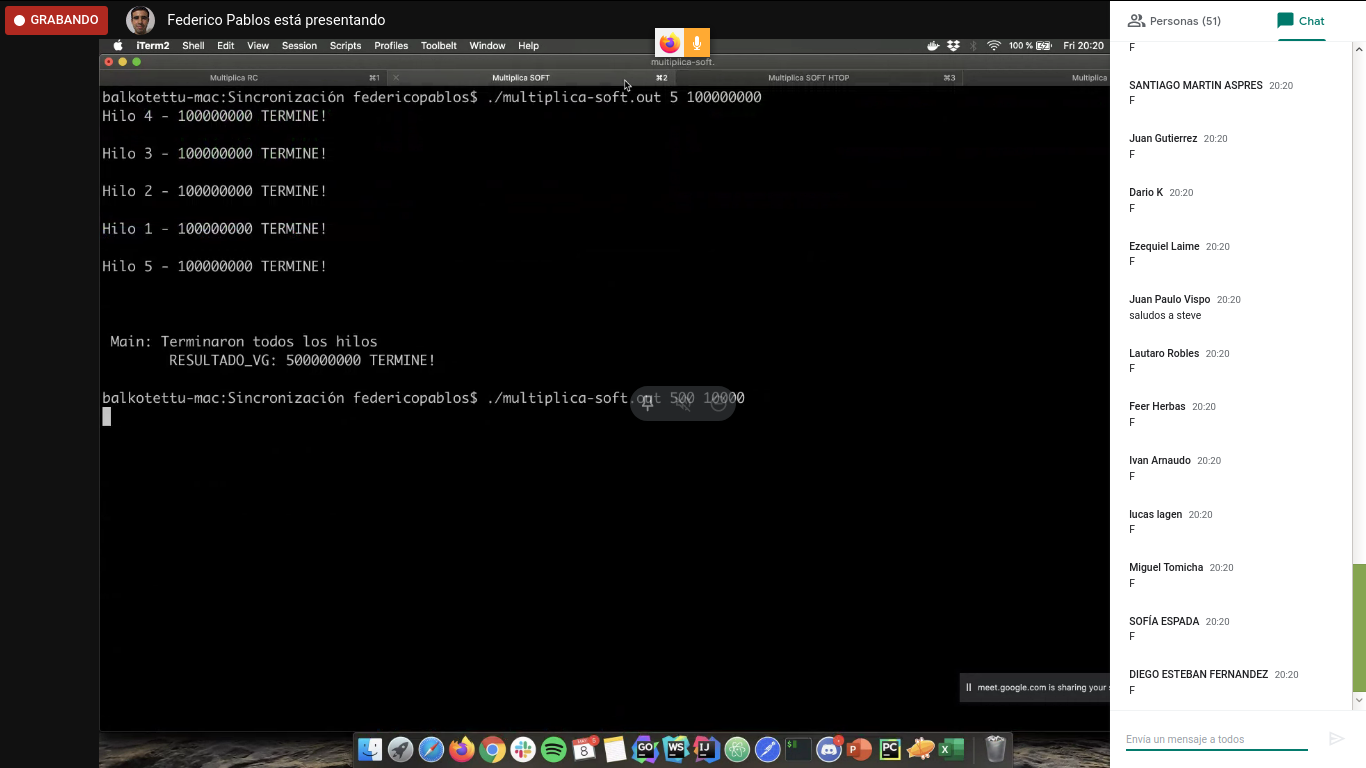 GRABANDO
Federico Pablos está presentando
Personas (51)
Chat
iTerm2 Shell Edit View Session Scripts Profiles Toolbelt Window Help
100 %
Fri 20:20
multiplica-soft.
Multiplica RC ⌘1
Multiplica SOFT ⌘2
Multiplica SOFT HTOP ⌘3
Multiplica
balkotettu-mac:Sincronización federicopablos$ ./multiplica-soft.out 5 100000000
Hilo 4 - 100000000 TERMINE!
Hilo 3 - 100000000 TERMINE!
Hilo 2 - 100000000 TERMINE!
Hilo 1 - 100000000 TERMINE!
Hilo 5 - 100000000 TERMINE!
Main: Terminaron todos los hilos
RESULTADO_VG: 500000000 TERMINE!
balkotettu-mac:Sincronización federicopablos$ ./multiplica-soft.out 500 10000
meet.google.com is sharing your
8
GO
WS
IJ
PC
F
SANTIAGO MARTIN ASPRES 20:20
F
Juan Gutierrez 20:20
F
Dario K 20:20
F
Ezequiel Laime 20:20
F
Juan Paulo Vispo 20:20
saludos a steve
Lautaro Robles 20:20
F
Feer Herbas 20:20
F
Ivan Arnaudo 20:20
F
lucas lagen 20:20
F
Miguel Tomicha 20:20
F
SOFÍA ESPADA 20:20
F
DIEGO ESTEBAN FERNANDEZ 20:20
F
Envía un mensaje a todos